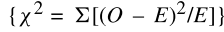 {χ² = Σ[(O − E)²/E]}